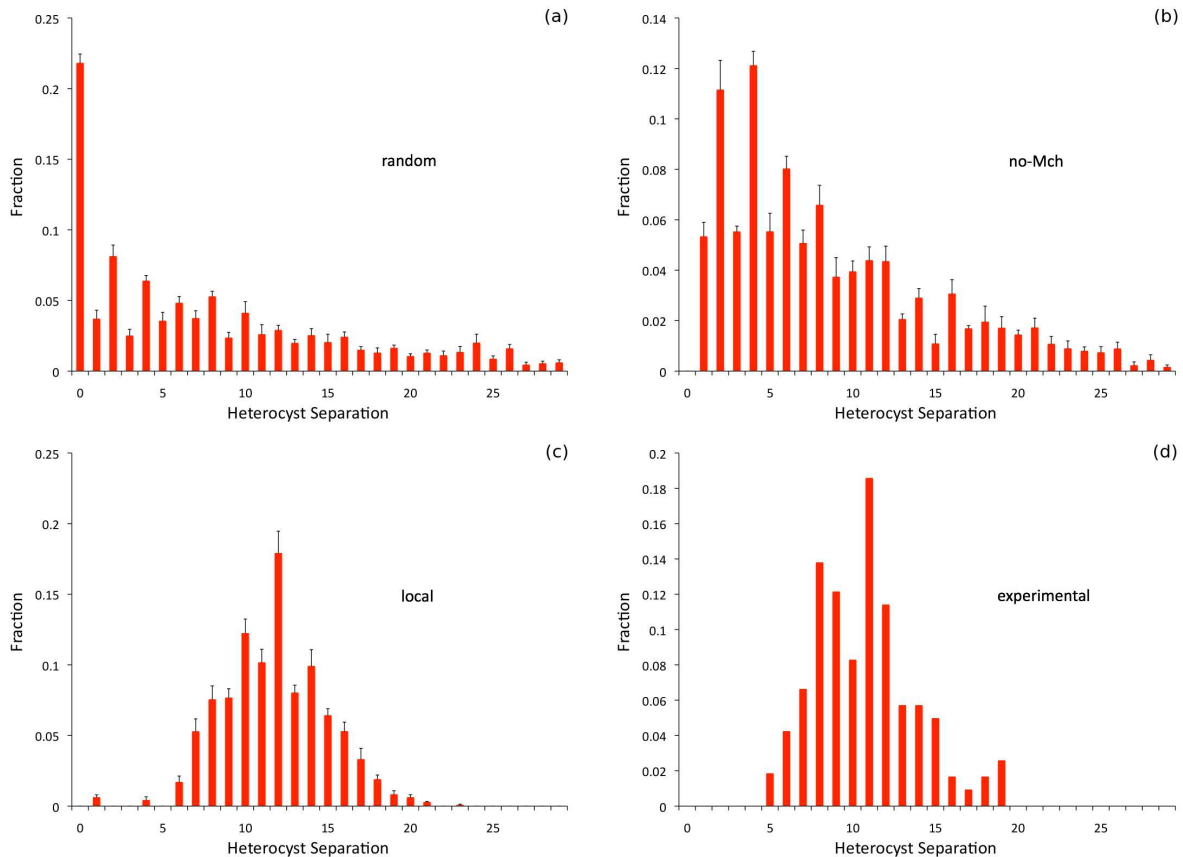 (a)
0.25
0.2
0.15
0.1
0.05
0
Fraction
random
0 5 10 15 20 25
Heterocyst Separation
(b)
0.14
0.12
0.1
0.08
0.06
0.04
0.02
0
Fraction
no-Mch
0 5 10 15 20 25
Heterocyst Separation
(c)
0.25
0.2
0.15
0.1
0.05
0
Fraction
local
0 5 10 15 20 25
Heterocyst Separation
(d)
0.2
0.18
0.16
0.14
0.12
0.1
0.08
0.06
0.04
0.02
0
Fraction
experimental
0 5 10 15 20 25
Heterocyst Separation